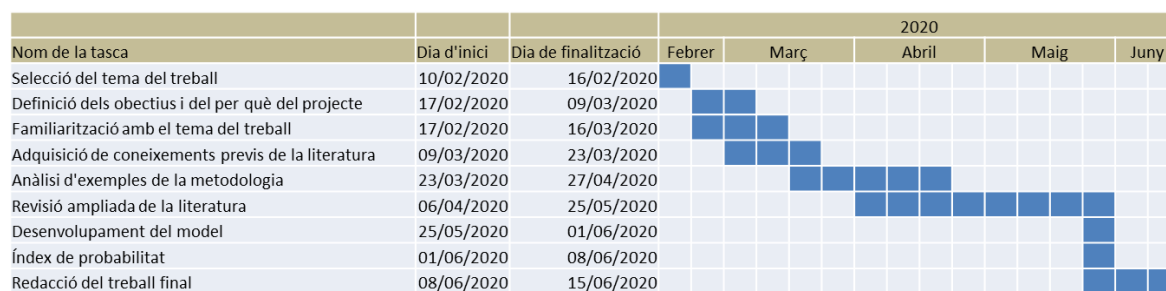 2020
Nom de la tasca Dia d'inici Dia de finalització Febrer Març Abril Maig Juny
Selecció del tema del treball 10/02/2020 16/02/2020
Definició dels obectius i del per què del projecte 17/02/2020 09/03/2020
Familiarització amb el tema del treball 17/02/2020 16/03/2020
Adquisició de coneixements previs de la literatura 09/03/2020 23/03/2020
Anàlisi d'exemples de la metodologia 23/03/2020 27/04/2020
Revisió ampliada de la literatura 06/04/2020 25/05/2020
Desenvolupament del model 25/05/2020 01/06/2020
Índex de probabilitat 01/06/2020 08/06/2020
Redacció del treball final 08/06/2020 15/06/2020